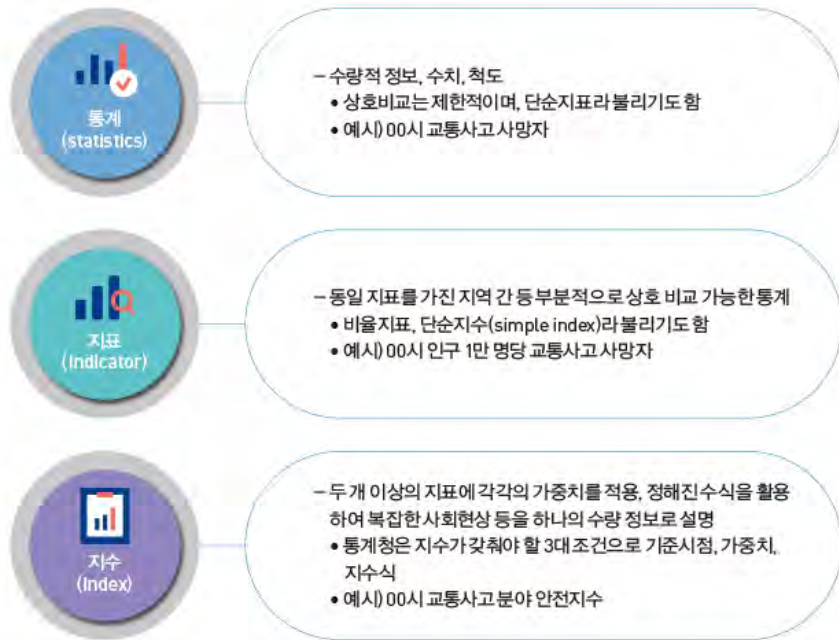 통계
(statistics)
– 수량적 정보, 수치, 척도
• 상호비교는 제한적이며, 단순지표라 불리기도 함
• 예시) 00시 교통사고 사망자
지표
(Indicator)
– 동일 지표를 가진 지역 간 등 부분적으로 상호 비교 가능한 통계
• 비율지표, 단순지수(simple index)라 불리기도 함
• 예시) 00시 인구 1만 명당 교통사고 사망자
지수
(Index)
– 두 개 이상의 지표에 각각의 가중치를 적용, 정해진 수식을 활용
하여 복잡한 사회현상 등을 하나의 수량 정보로 설명
• 통계청은 지수가 갖춰야 할 3대 조건으로 기준시점, 가중치,
지수식
• 예시) 00시 교통사고 분야 안전지수